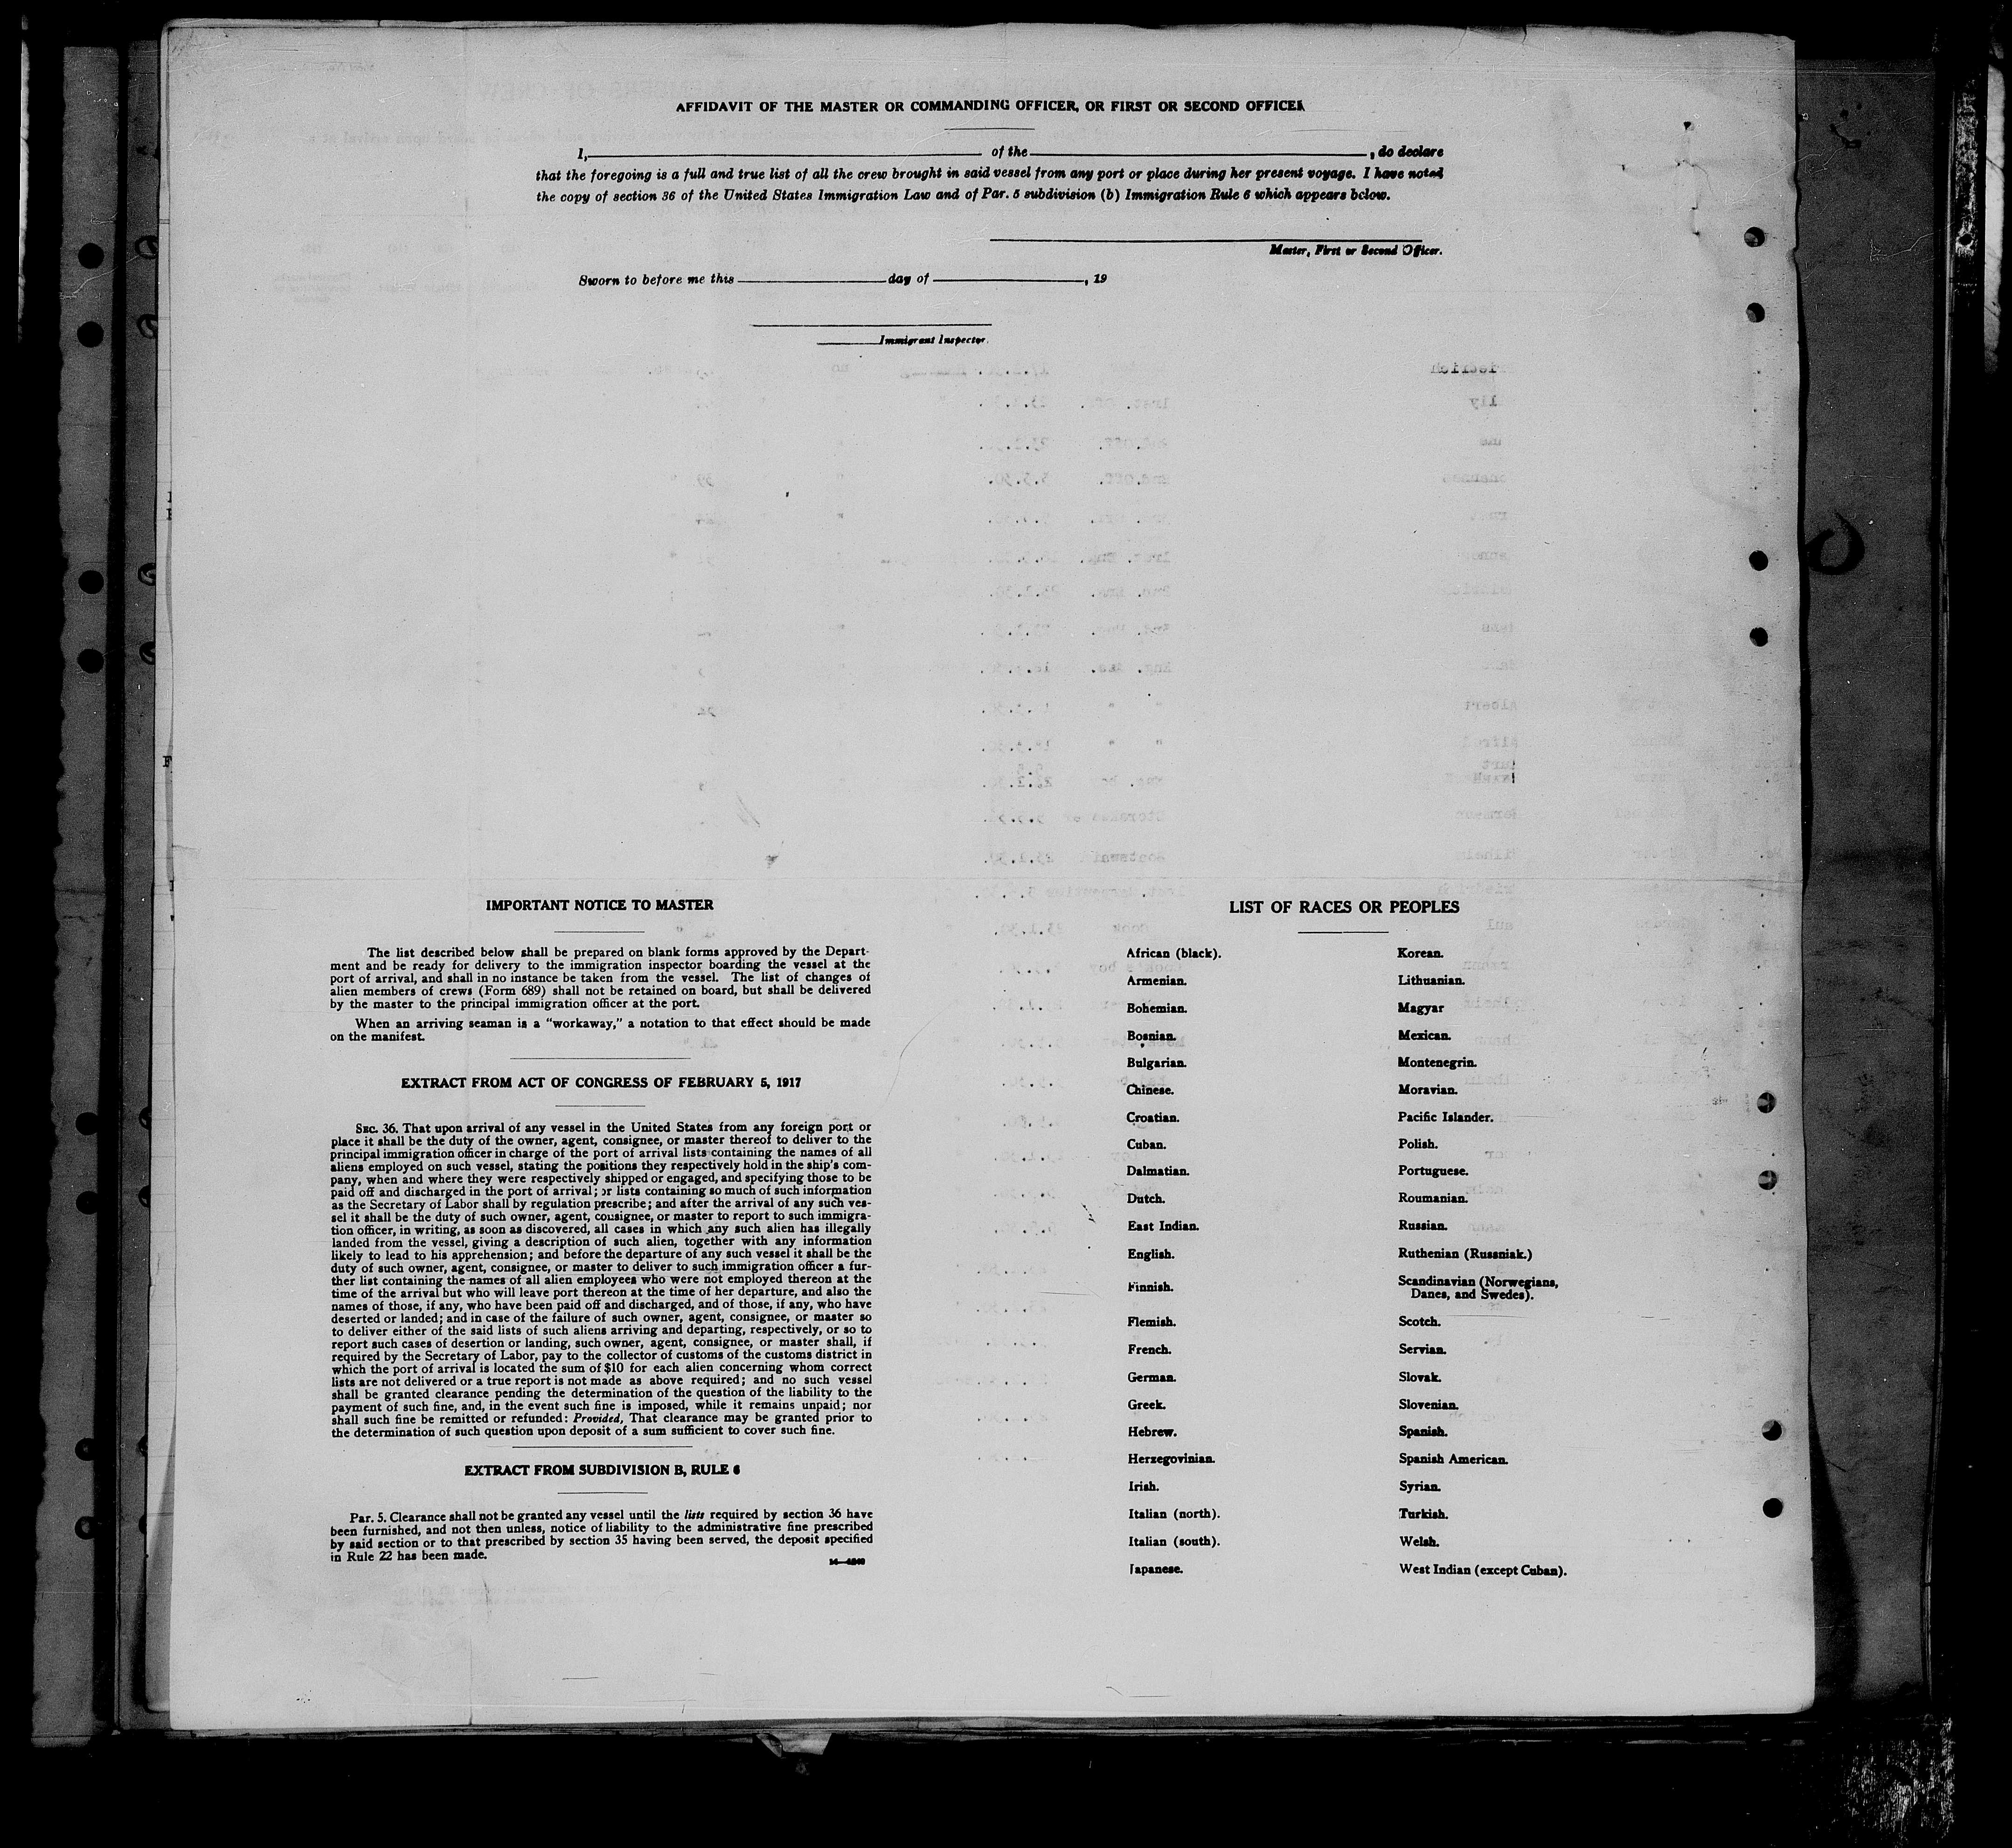 AFFIDAVIT OF THE MASTER OR COMMANDING OFFICER, OR FIRST OR SECOND OFFICER
I, of the , do declare
that the foregoing is a full and true list of all the crew brought in said vessel from any port or place during her present voyage. I have noted
the copy of section 36 of the United States Immigration Law and of Par. 5 subdivision (b) Immigration Rule 6 which appears below.
Master, First or Second Officer.
Sworn to before me this day of , 19
Immigrant Inspector.
IMPORTANT NOTICE TO MASTER
The list described below shall be prepared on blank forms approved by the Depart-
ment and be ready for delivery to the immigration inspector boarding the vessel at the
port of arrival, and shall in no instance be taken from the vessel. The list of changes of
alien members of crews (Form 689) shall not be retained on board, but shall be delivered
by the master to the principal immigration officer at the port.
When an arriving seaman is a "workaway," a notation to that effect should be made
on the manifest.
EXTRACT FROM ACT OF CONGRESS OF FEBRUARY 5, 1917
SEC. 36. That upon arrival of any vessel in the United States from any foreign port or
place it shall be the duty of the owner, agent, consignee, or master thereof to deliver to the
principal immigration officer in charge of the port of arrival lists containing the names of all
aliens employed on such vessel, stating the positions they respectively hold in the ship's com-
pany, when and where they were respectively shipped or engaged, and specifying those to be
paid off and discharged in the port of arrival; or lists containing so much of such information
as the Secretary of Labor shall by regulation prescribe; and after the arrival of any such ves-
sel it shall be the duty of such owner, agent, consignee, or master to report to such immigra-
tion officer, in writing, as soon as discovered, all cases in which any such alien has illegally
landed from the vessel, giving a description of such alien, together with any information
likely to lead to his apprehension; and before the departure of any such vessel it shall be the
duty of such owner, agent, consignee, or master to deliver to such immigration officer a fur-
ther list containing the names of all alien employees who were not employed thereon at the
time of the arrival but who will leave port thereon at the time of her departure, and also the
names of those, if any, who have been paid off and discharged, and of those, if any, who have
deserted or landed; and in case of the failure of such owner, agent, consignee, or master so
to deliver either of the said lists of such aliens arriving and departing, respectively, or so to
report such cases of desertion or landing, such owner, agent, consignee, or master shall, if
required by the Secretary of Labor, pay to the collector of customs of the customs district in
which the port of arrival is located the sum of $10 for each alien concerning whom correct
lists are not delivered or a true report is not made as above required; and no such vessel
shall be granted clearance pending the determination of the question of the liability to the
payment of such fine, and, in the event such fine is imposed, while it remains unpaid; nor
shall such fine be remitted or refunded: Provided, That clearance may be granted prior to
the determination of such question upon deposit of a sum sufficient to cover such fine.
EXTRACT FROM SUBDIVISION B, RULE 6
Par. 5. Clearance shall not be granted any vessel until the lists required by section 36 have
been furnished, and not then unless, notice of liability to the administrative fine prescribed
by said section or to that prescribed by section 35 having been served, the deposit specified
in Rule 22 has been made.
LIST OF RACES OR PEOPLES
African (black).
Armenian.
Bohemian.
Bosnian.
Bulgarian.
Chinese.
Croatian.
Cuban.
Dalmatian.
Dutch.
East Indian.
English.
Finnish.
Flemish.
French.
German.
Greek.
Hebrew.
Herzegovinian.
Irish.
Italian (north).
Italian (south).
Japanese.
Korean.
Lithuanian.
Magyar
Mexican.
Montenegrin.
Moravian.
Pacific Islander.
Polish.
Portuguese.
Roumanian.
Russian.
Ruthenian (Russniak.)
Scandinavian (Norwegians,
Danes, and Swedes).
Scotch.
Servian.
Slovak.
Slovenian.
Spanish.
Spanish American.
Syrian.
Turkish.
Welsh.
West Indian (except Cuban).